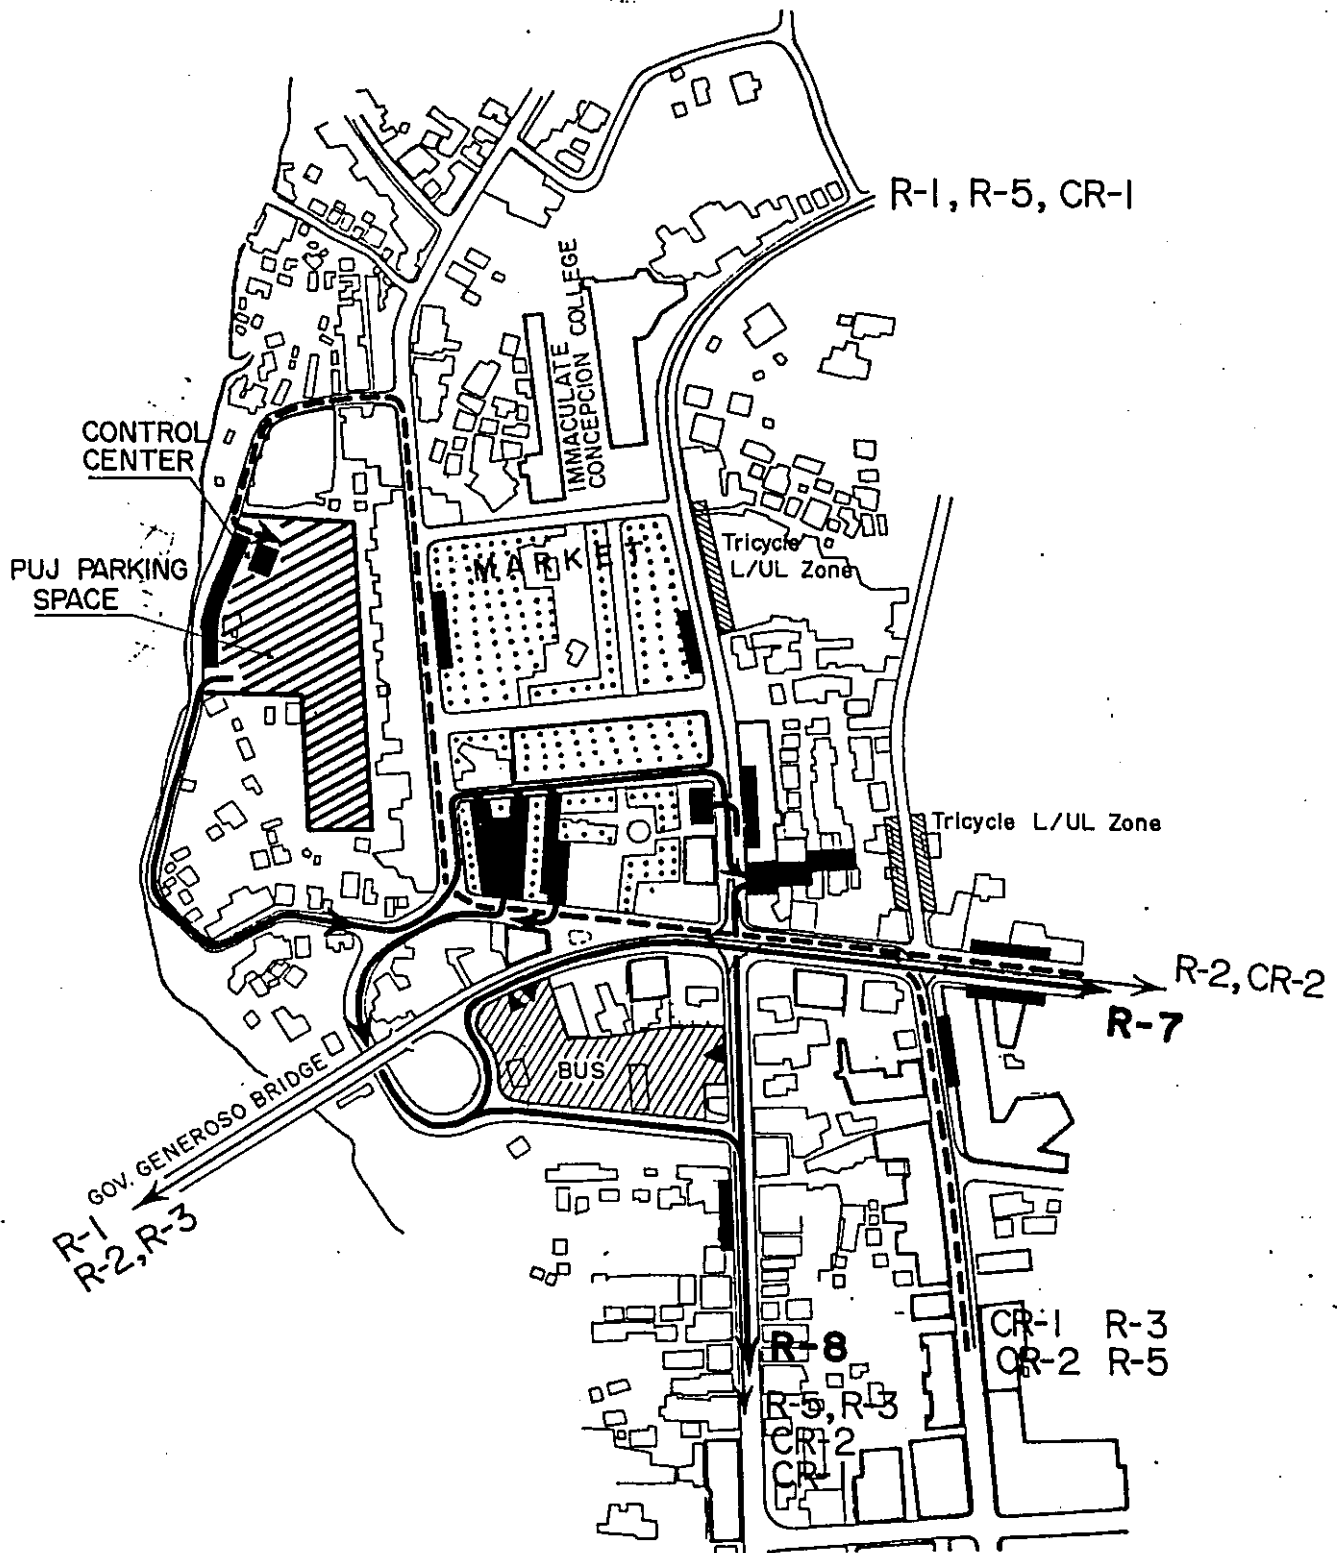 R-1, R-5, CR-1
IMMACULATE
CONCEPCION COLLEGE
CONTROL
CENTER
PUJ PARKING
SPACE
MARKET
Tricycle
L/UL Zone
Tricycle L/UL Zone
R-2, CR-2
R-7
BUS
GOV. GENEROSO BRIDGE
R-1
R-2, R-3
CR-1 R-3
CR-2 R-5
R-8
R-5, R-3
CR-2
CR-1